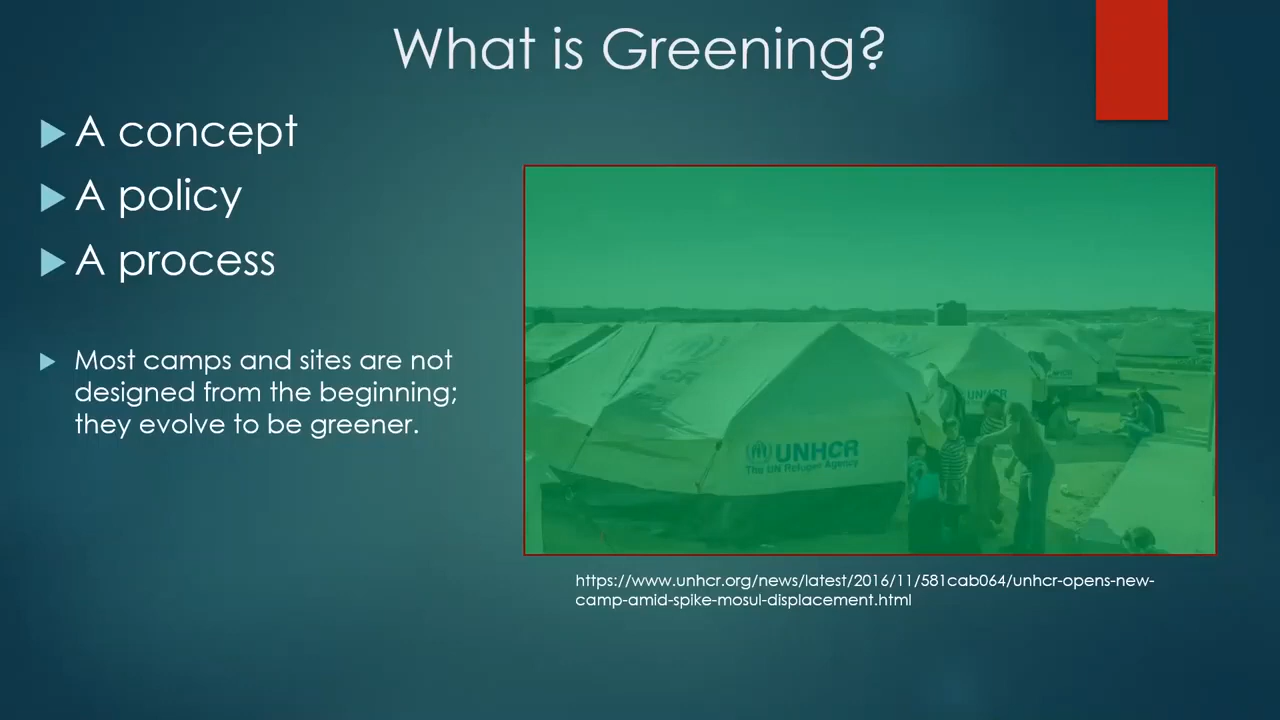 What is Greening?
A concept
A policy
A process
Most camps and sites are not
designed from the beginning;
they evolve to be greener.
UNHCR
UNHCR
The UN Refugee Agency
https://www.unhcr.org/news/latest/2016/11/581cab064/unhcr-opens-new-
camp-amid-spike-mosul-displacement.html